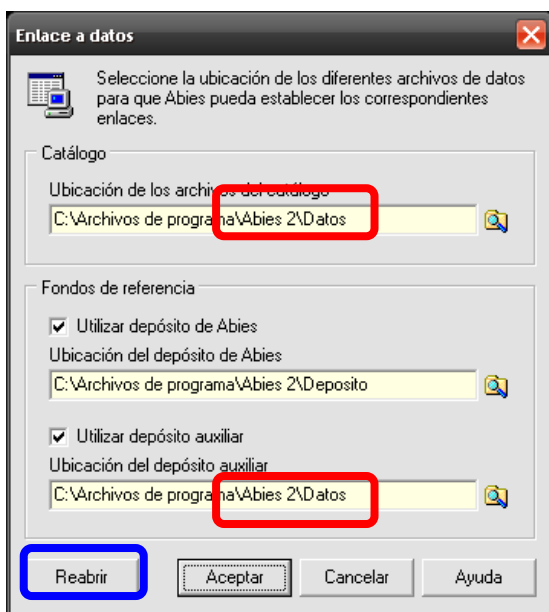 Enlace a datos
Seleccione la ubicación de los diferentes archivos de datos
para que Abies pueda establecer los correspondientes
enlaces.
Catálogo
Ubicación de los archivos del catálogo
C:\Archivos de programa\Abies 2\Datos
Fondos de referencia
Utilizar depósito de Abies
Ubicación del depósito de Abies
C:\Archivos de programa\Abies 2\Deposito
Utilizar depósito auxiliar
Ubicación del depósito auxiliar
C:\Archivos de programa\Abies 2\Datos
Reabrir Aceptar Cancelar Ayuda